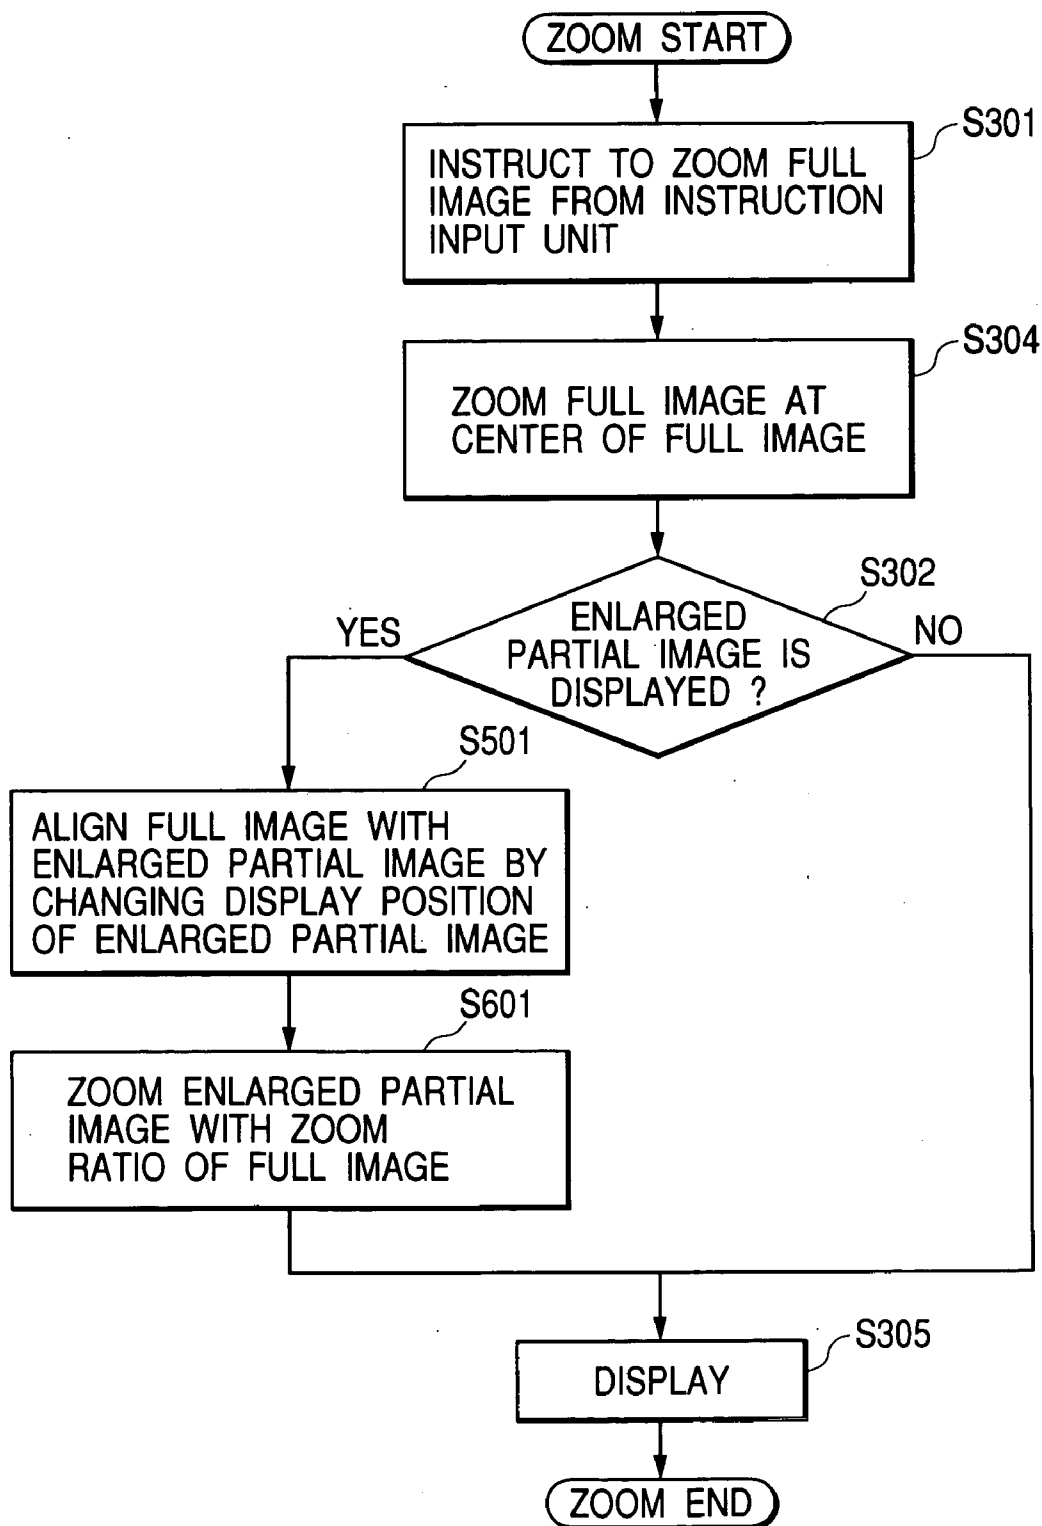 ZOOM START
S301
INSTRUCT TO ZOOM FULL
IMAGE FROM INSTRUCTION
INPUT UNIT
S304
ZOOM FULL IMAGE AT
CENTER OF FULL IMAGE
S302
ENLARGED
PARTIAL IMAGE IS
DISPLAYED ?
YES
NO
S501
ALIGN FULL IMAGE WITH
ENLARGED PARTIAL IMAGE BY
CHANGING DISPLAY POSITION
OF ENLARGED PARTIAL IMAGE
S601
ZOOM ENLARGED PARTIAL
IMAGE WITH ZOOM
RATIO OF FULL IMAGE
S305
DISPLAY
ZOOM END